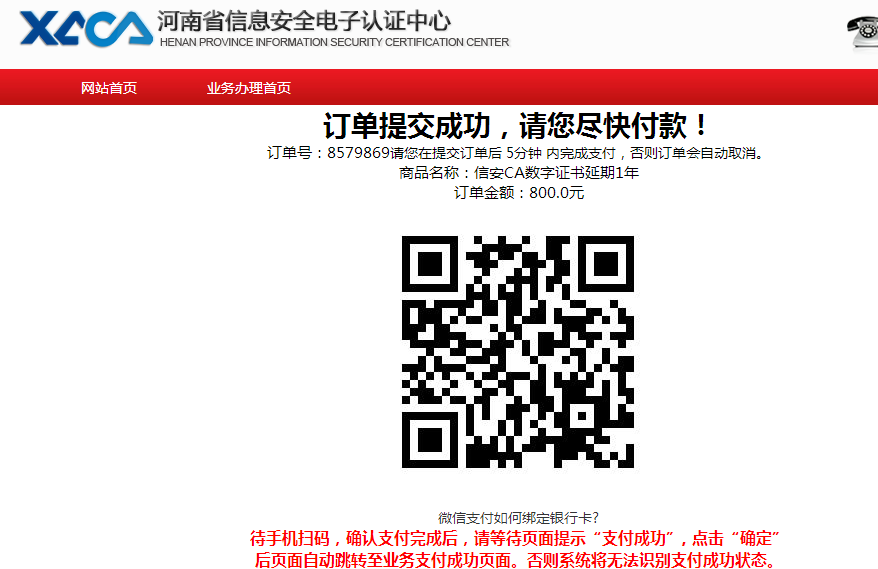 XACA 河南省信息安全电子认证中心
HENAN PROVINCE INFORMATION SECURITY CERTIFICATION CENTER
网站首页 业务办理首页
订单提交成功，请您尽快付款！
订单号：8579869请您在提交订单后 5分钟 内完成支付，否则订单会自动取消。
商品名称：信安CA数字证书延期1年
订单金额：800.0元
微信支付如何绑定银行卡?
待手机扫码，确认支付完成后，请等待页面提示“支付成功”，点击“确定”
后页面自动跳转至业务支付成功页面。否则系统将无法识别支付成功状态。